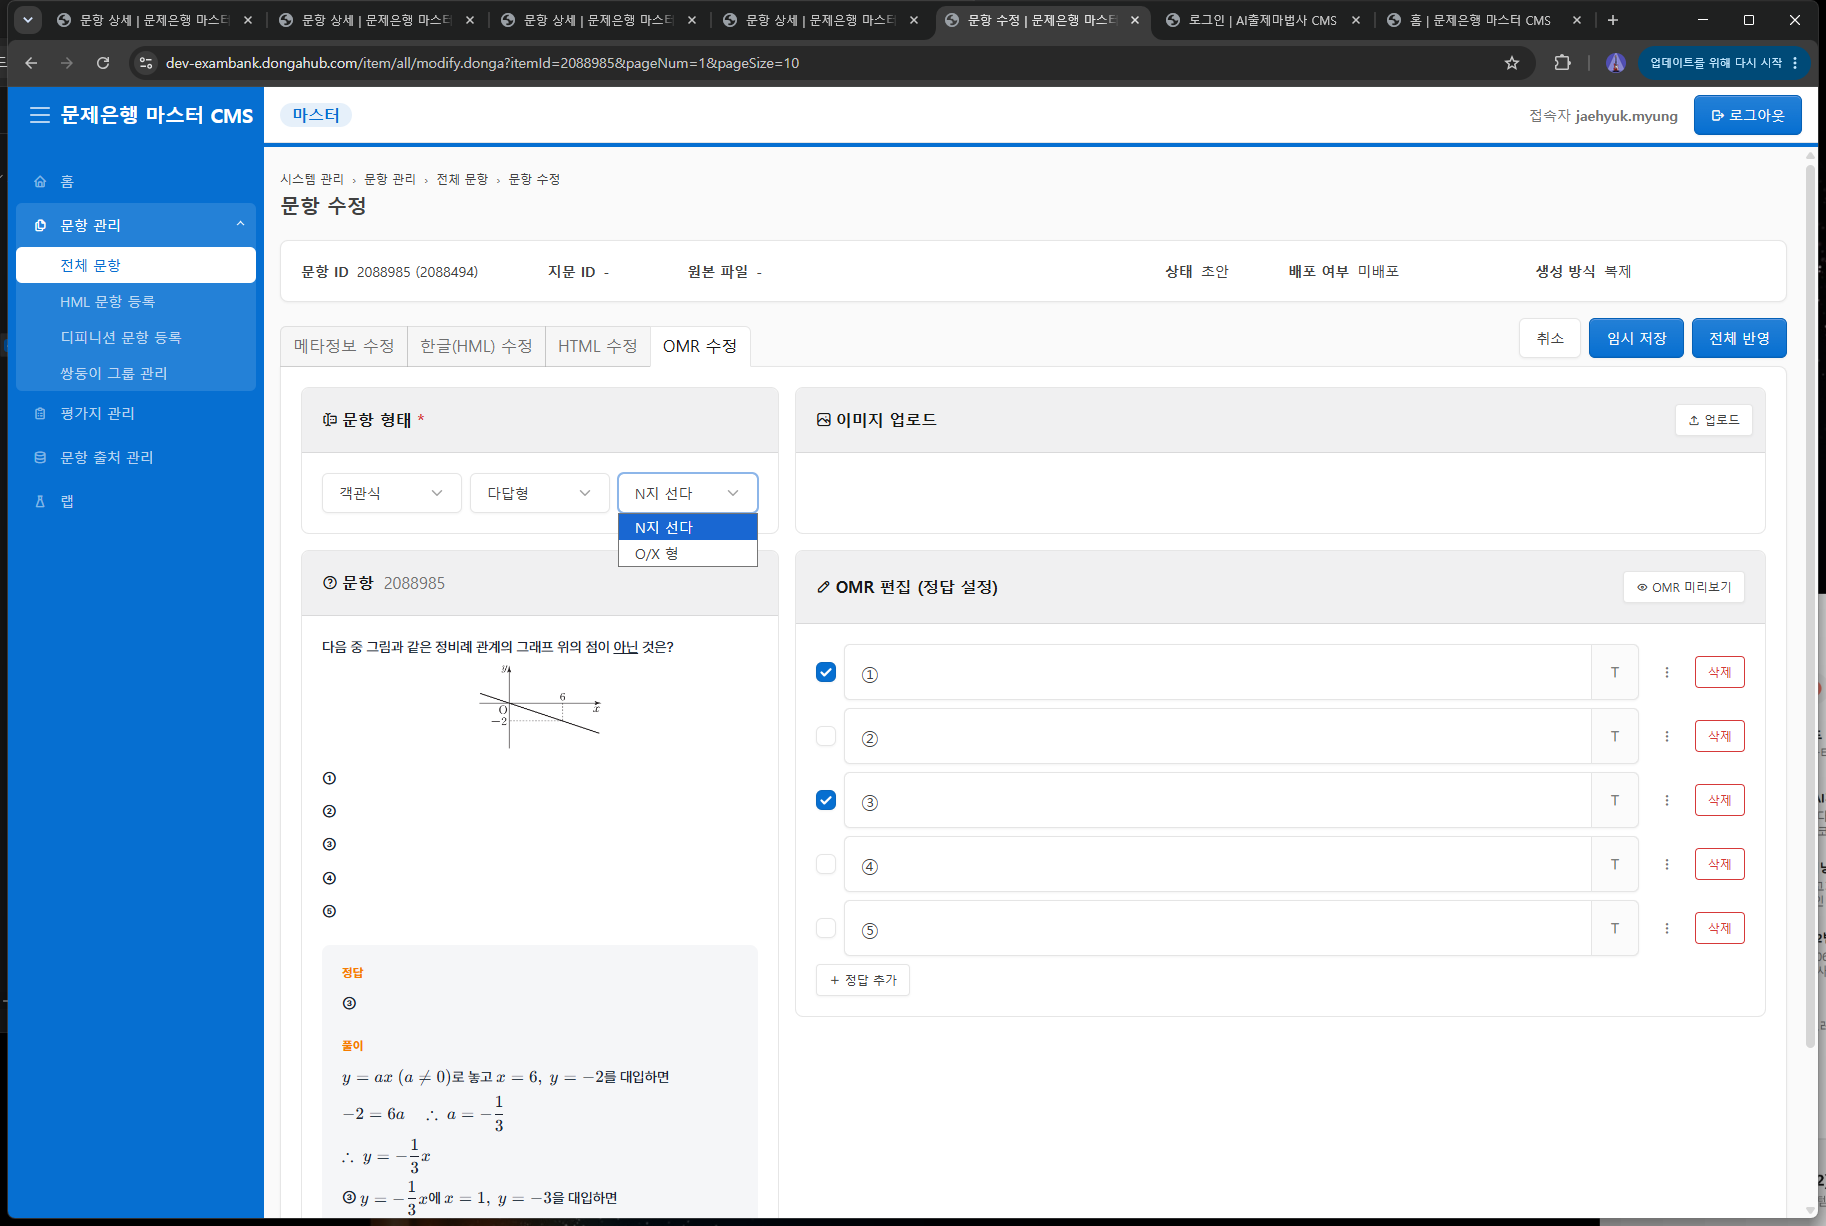 문항 상세 | 문제은행 마스터
문항 상세 | 문제은행 마스터
문항 상세 | 문제은행 마스터
문항 상세 | 문제은행 마스터
문항 수정 | 문제은행 마스터
로그인 | AI출제마법사 CMS
홈 | 문제은행 마스터 CMS
dev-exambank.dongahub.com/item/all/modify.donga?itemId=2088985&pageNum=1&pageSize=10
업데이트를 위해 다시 시작
문제은행 마스터 CMS
마스터
접속자 jaehyuk.myung
로그아웃
홈
문항 관리
전체 문항
HML 문항 등록
디피니션 문항 등록
쌍둥이 그룹 관리
평가지 관리
문항 출처 관리
랩
시스템 관리 › 문항 관리 › 전체 문항 › 문항 수정
문항 수정
문항 ID 2088985 (2088494)
지문 ID -
원본 파일 -
상태 초안
배포 여부 미배포
생성 방식 복제
메타정보 수정
한글(HML) 수정
HTML 수정
OMR 수정
취소
임시 저장
전체 반영
문항 형태 *
객관식
다답형
N지 선다
N지 선다
O/X 형
이미지 업로드
업로드
문항 2088985
다음 중 그림과 같은 정비례 관계의 그래프 위의 점이 아닌 것은?
y
6
O
x
−2
①
②
③
④
⑤
정답
③
풀이
y = ax (a ≠ 0)로 놓고 x = 6, y = −2를 대입하면
−2 = 6a ∴ a = −1/3
∴ y = −1/3x
③ y = −1/3x에 x = 1, y = −3을 대입하면
OMR 편집 (정답 설정)
OMR 미리보기
① T 삭제
② T 삭제
③ T 삭제
④ T 삭제
⑤ T 삭제
+ 정답 추가